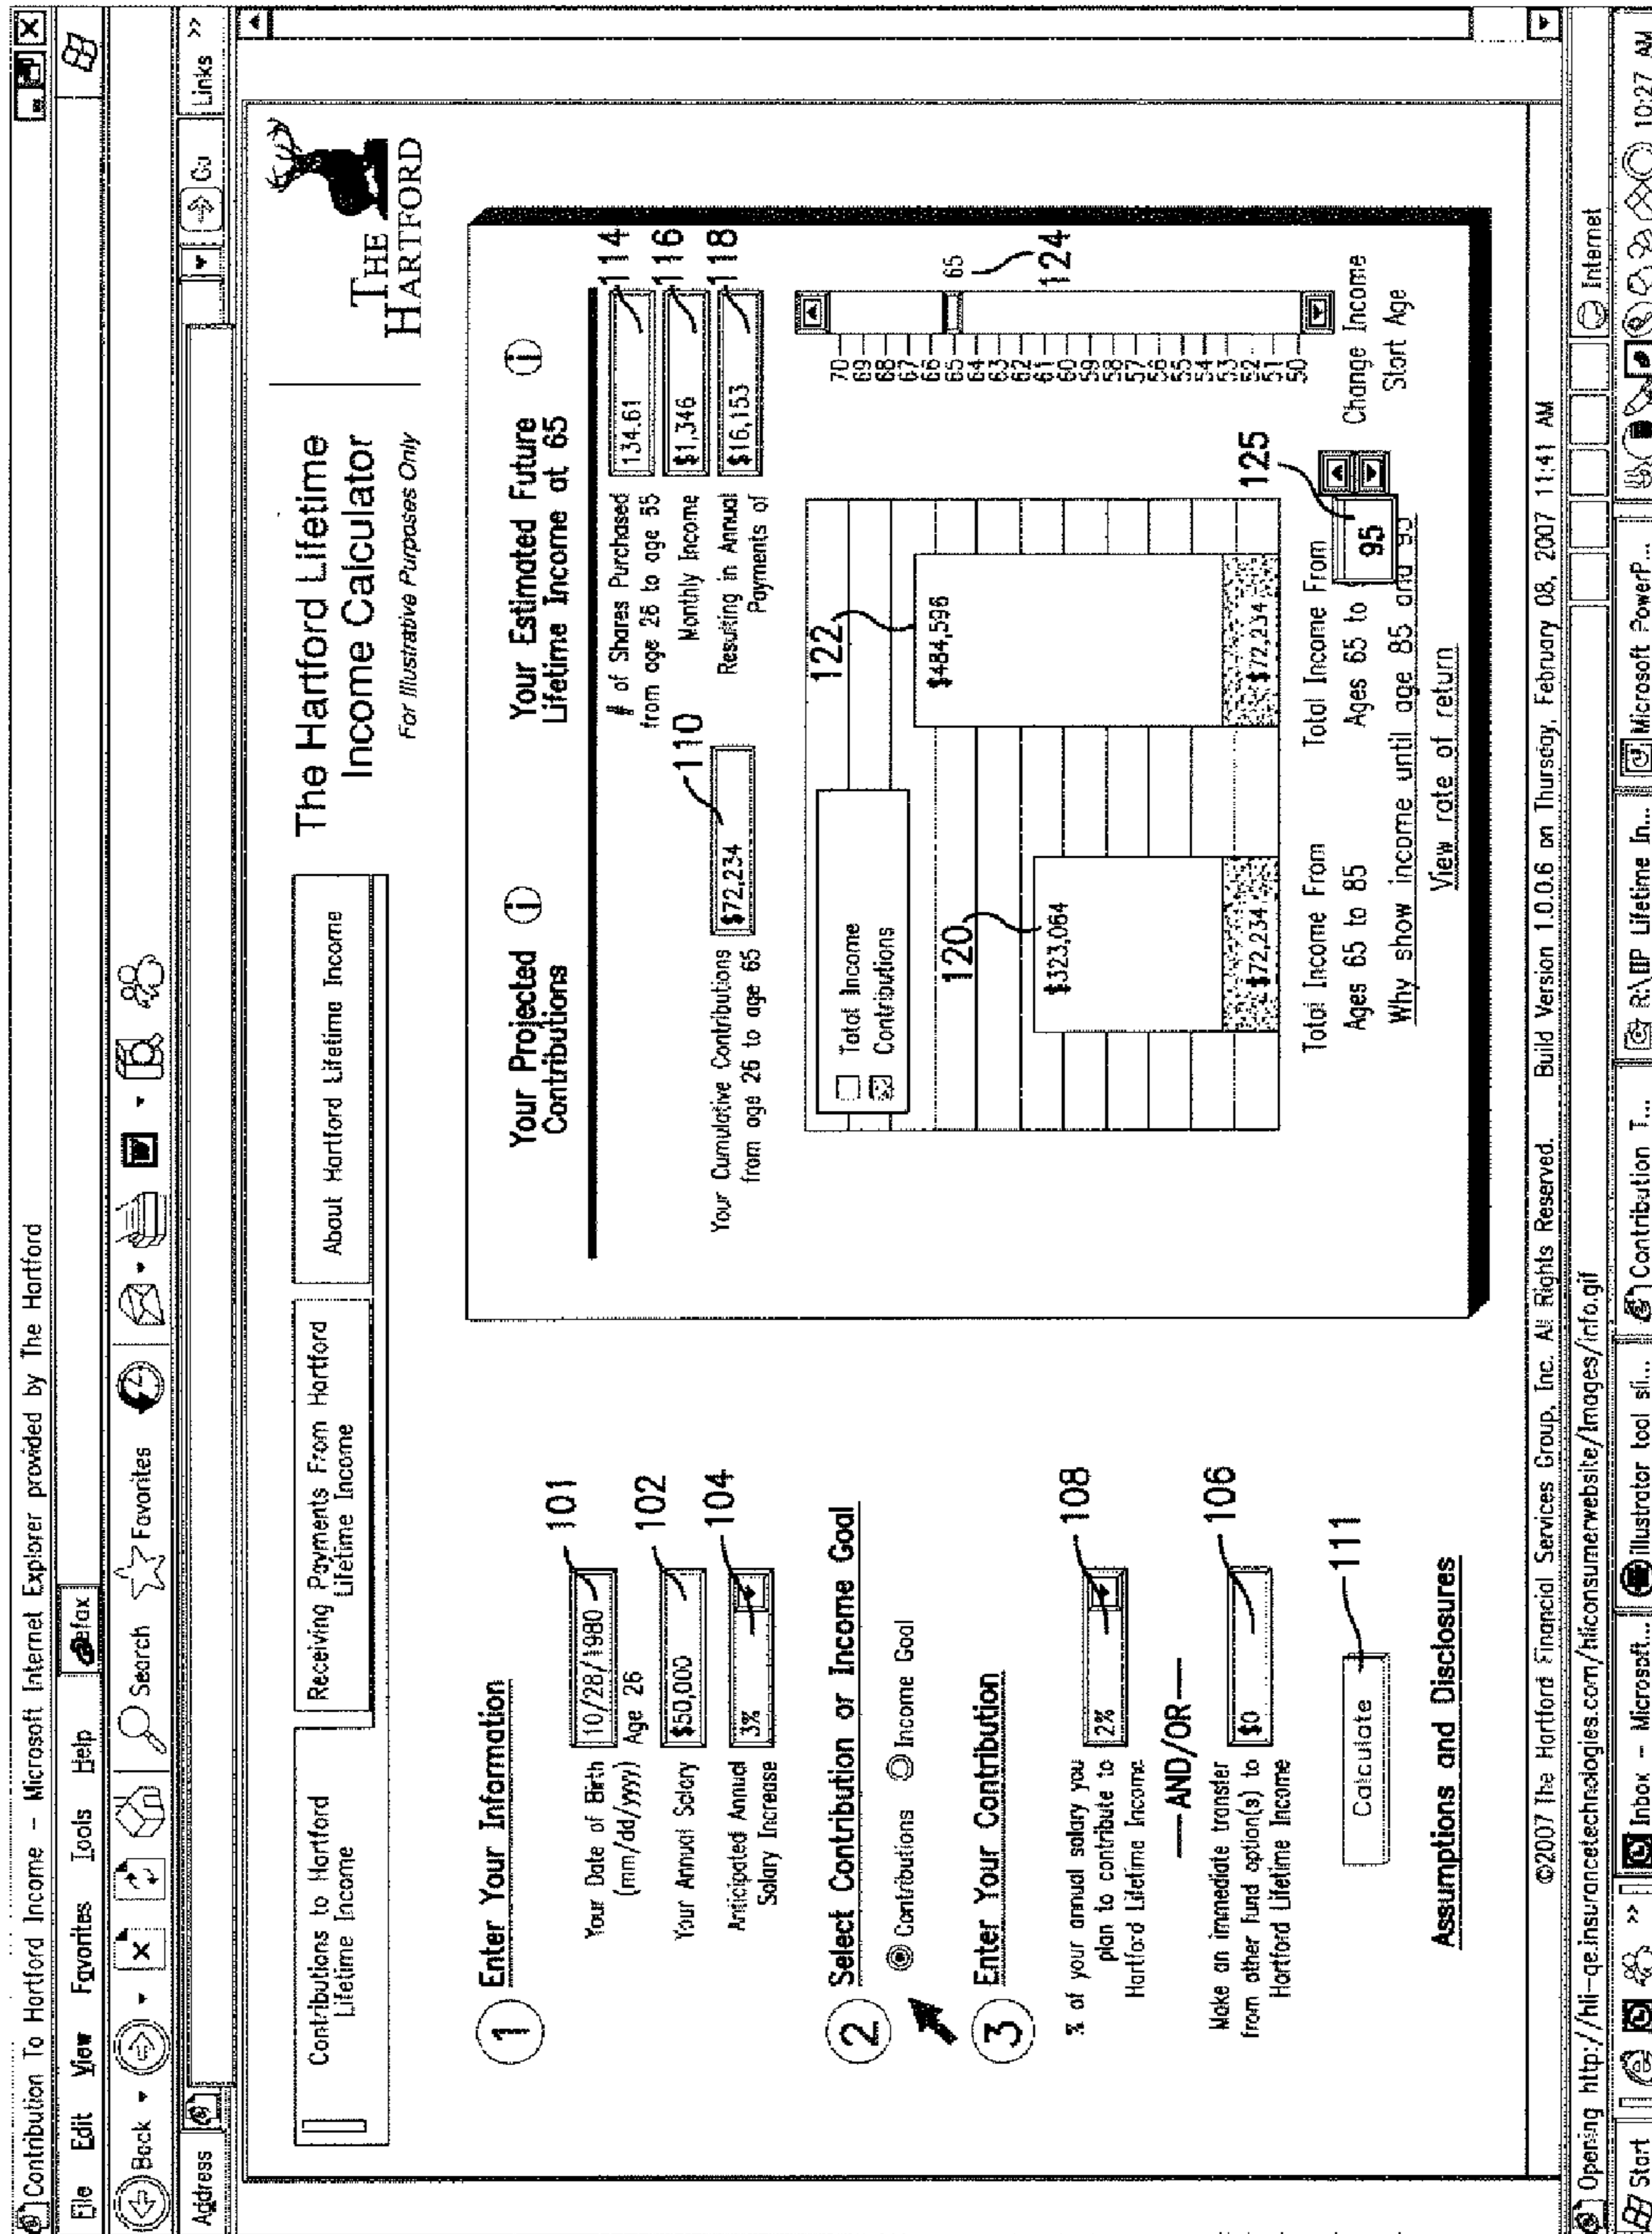 Contribution To Hartford Income - Microsoft Internet Explorer provided by The Hartford
File Edit View Favorites Tools Help
efax
Back Search Favorites
Address Go Links >>
Contributions to Hartford
Lifetime Income
Receiving Payments From Hartford
Lifetime Income
About Hartford Lifetime Income
The Hartford Lifetime
Income Calculator
For Illustrative Purposes Only
THE
HARTFORD
1 Enter Your Information
Your Date of Birth
(mm/dd/yyyy)
10/28/1980
101
Age 26
Your Annual Salary
$50,000
102
Anticipated Annual
Salary Increase
3%
104
2 Select Contribution or Income Goal
Contributions Income Goal
3 Enter Your Contribution
% of your annual salary you
plan to contribute to
Hartford Lifetime Income
2%
108
AND/OR
Make an immediate transfer
from other fund option(s) to
Hartford Lifetime Income
$0
106
Calculate
111
Assumptions and Disclosures
Your Projected
Contributions
i
Your Cumulative Contributions
from age 26 to age 65
$72,234
110
Your Estimated Future
Lifetime Income at 65
i
# of Shares Purchased
from age 26 to age 55
134.61
114
Monthly Income
$1,346
116
Resulting in Annual
Payments of
$16,153
118
Total Income
Contributions
120
$323,064
$72,234
122
$484,596
$72,234
Total Income From
Ages 65 to 85
Total Income From
Ages 65 to
95
125
Why show income until age 85 and 95
View rate of return
70
69
68
67
66
65
64
63
62
61
60
59
58
57
56
55
54
53
52
51
50
65
124
Change Income
Start Age
©2007 The Hartford Financial Services Group, Inc. All Rights Reserved. Build Version 1.0.0.6 on Thursday, February 08, 2007 11:41 AM
Opening http://hli-qe.insurancetechnologies.com/hliconsumerwebsite/Images/info.gif
Internet
Start >> Inbox - Microsoft... illustrator tool sli... Contribution T... R:\IIP Lifetime In... Microsoft PowerP... 10:27 AM